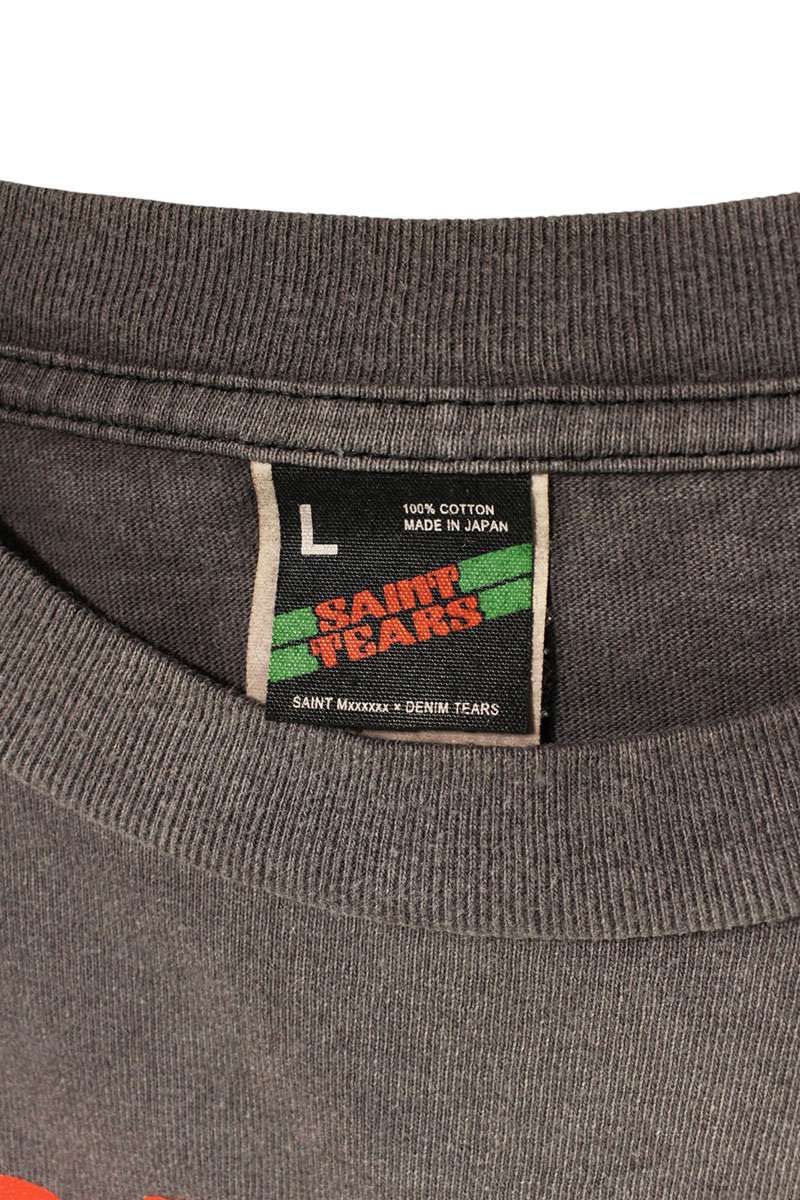 L
100% COTTON
MADE IN JAPAN
SAINT
TEARS
SAINT Mxxxxxx × DENIM TEARS